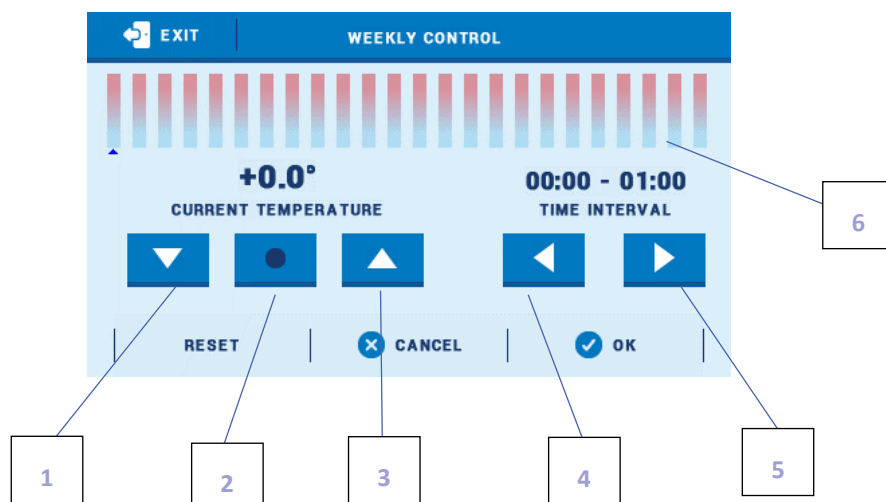 EXIT
WEEKLY CONTROL
+0.0°
00:00 - 01:00
CURRENT TEMPERATURE
TIME INTERVAL
6
RESET
CANCEL
OK
1
2
3
4
5